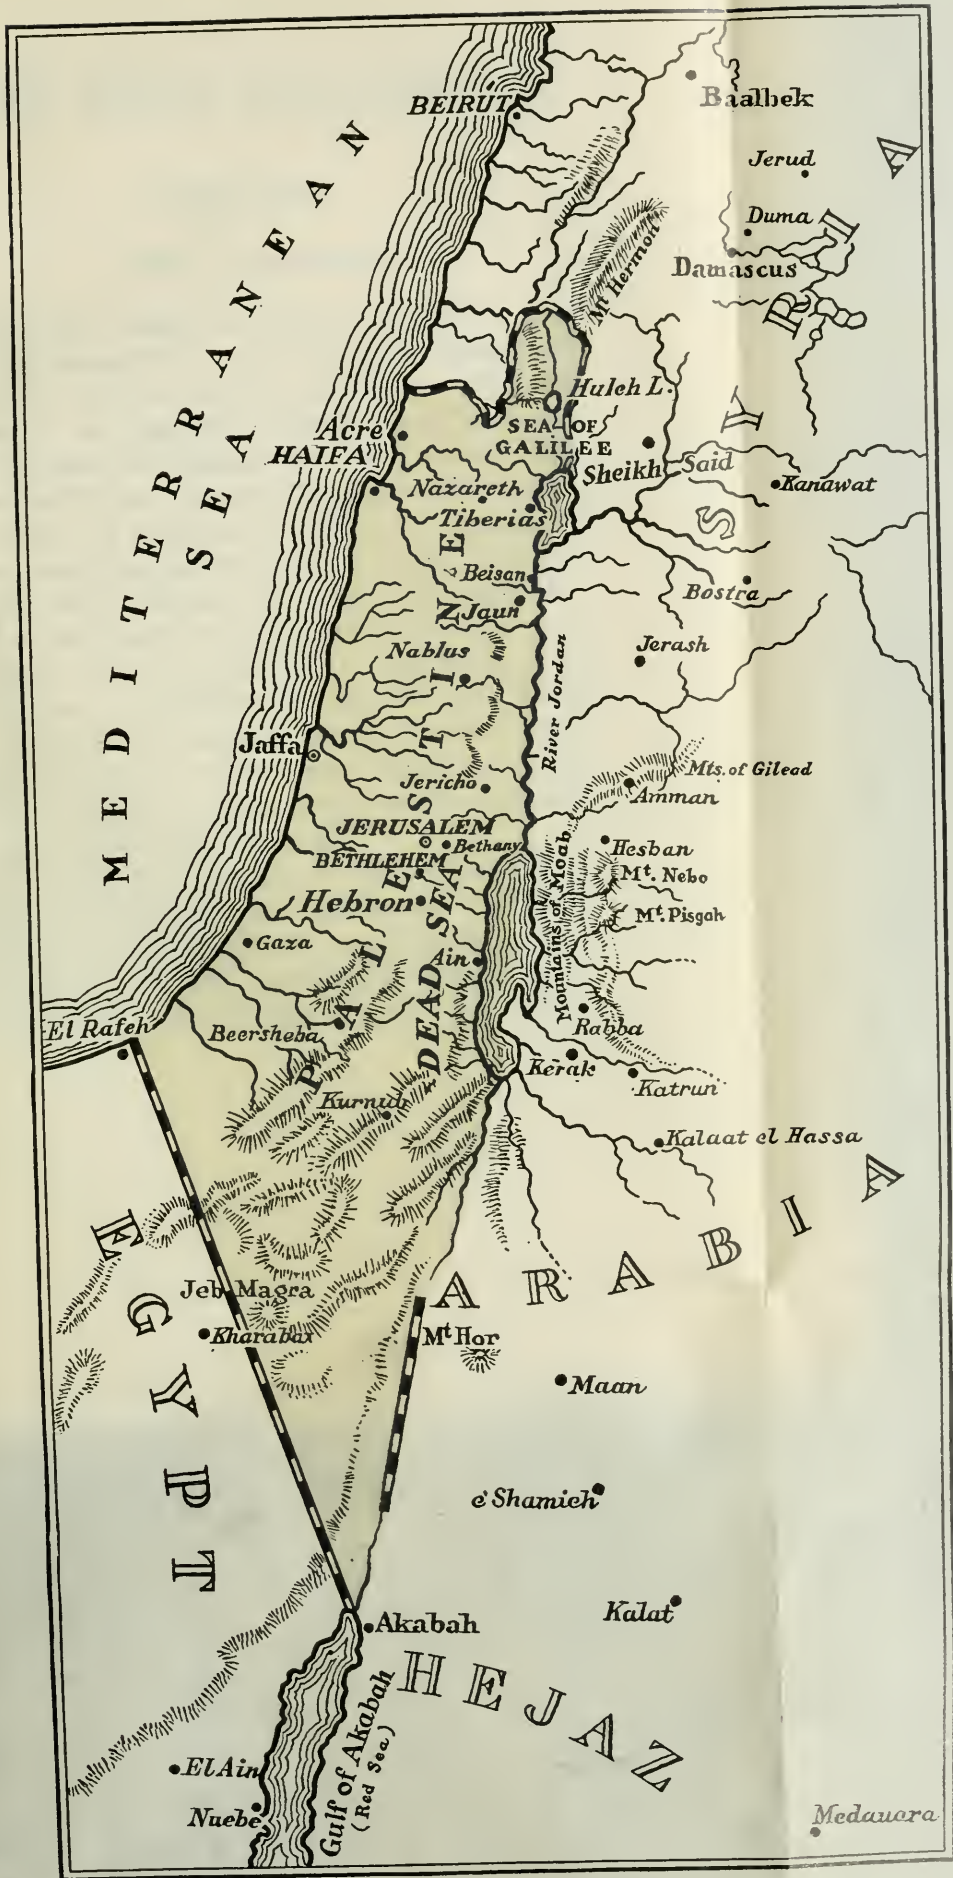 BEIRUT
Baalbek
Jerud
Duma
Damascus
Mt Hermon
SYRIA
MEDITERRANEAN
SEA
Huleh L.
SEA OF
GALILEE
Acre
HAIFA
Sheikh Said
Kanawat
Nazareth
Tiberias
Beisan
Bostra
Jaun
Nablus
Jerash
River Jordan
Jaffa
Jericho
Mts. of Gilead
Amman
JERUSALEM
Bethany
BETHLEHEM
Hesban
Mt. Nebo
Hebron
Mt. Pisgah
Mountains of Moab
Gaza
Ain
DEAD SEA
PALESTINE
El Rafeh
Beersheba
Rabba
Kerak
Katrun
Kurnub
Kalaat el Hassa
ARABIA
EGYPT
Jeb Magra
Kharabax
Mt Hor
Maan
e'Shamich
Kalat
Akabah
HEJAZ
Gulf of Akabah
(Red Sea)
El Ain
Nuebe
Medauara